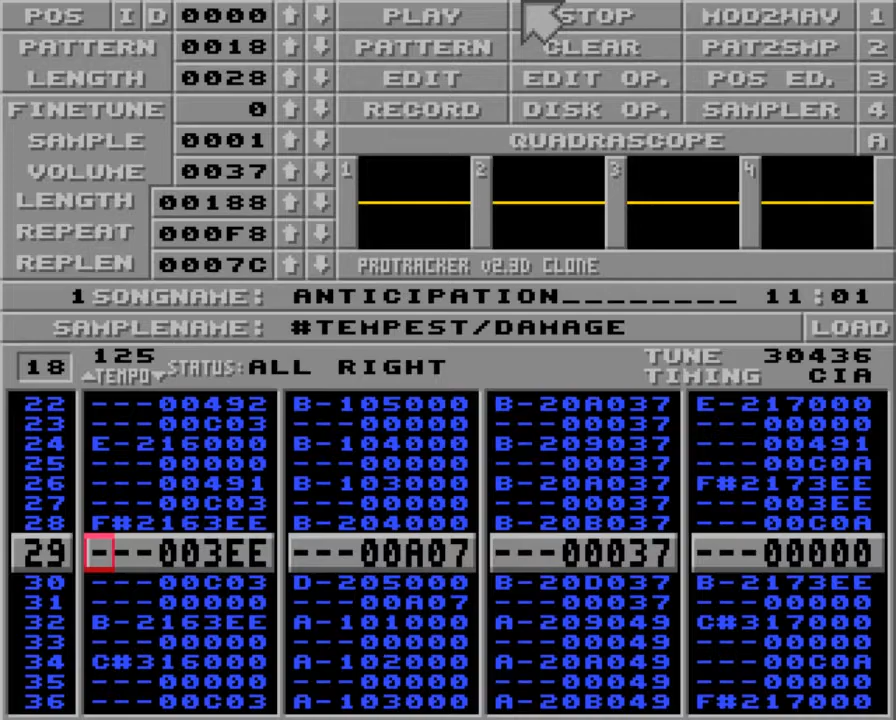 POS I D 0000 PLAY STOP MOD2WAV 1
PATTERN 0018 PATTERN CLEAR PAT2SMP 2
LENGTH 0028 EDIT EDIT OP. POS ED. 3
FINETUNE 0 RECORD DISK OP. SAMPLER 4
SAMPLE 0001 QUADRASCOPE A
VOLUME 0037 1 2 3 4
LENGTH 00188
REPEAT 000F8
REPLEN 0007C PROTRACKER v2.3D CLONE
1 SONGNAME: ANTICIPATION________ 11:01
SAMPLENAME: #TEMPEST/DAMAGE LOAD
18 125 TEMPO STATUS: ALL RIGHT TUNE 30436
TIMING CIA
22 ---00492 B-105000 B-20A037 E-217000
23 ---00C03 ---00000 ---00037 ---00000
24 E-216000 B-104000 B-209037 ---00491
25 ---00000 ---00000 ---00037 ---00C0A
26 ---00491 B-103000 B-20A037 F#2173EE
27 ---00C03 ---00000 ---00037 ---003EE
28 F#2163EE B-204000 B-20B037 ---00C0A
29 ---003EE ---00A07 ---00037 ---00000
30 ---00C03 D-205000 B-20D037 B-2173EE
31 ---00000 ---00A07 ---00037 ---00000
32 B-2163EE A-101000 A-209049 C#317000
33 ---00000 ---00000 ---00049 ---00000
34 C#316000 A-102000 A-20A049 ---00C0A
35 ---00000 ---00000 ---00049 ---00000
36 ---00C03 A-103000 A-20B049 F#217000